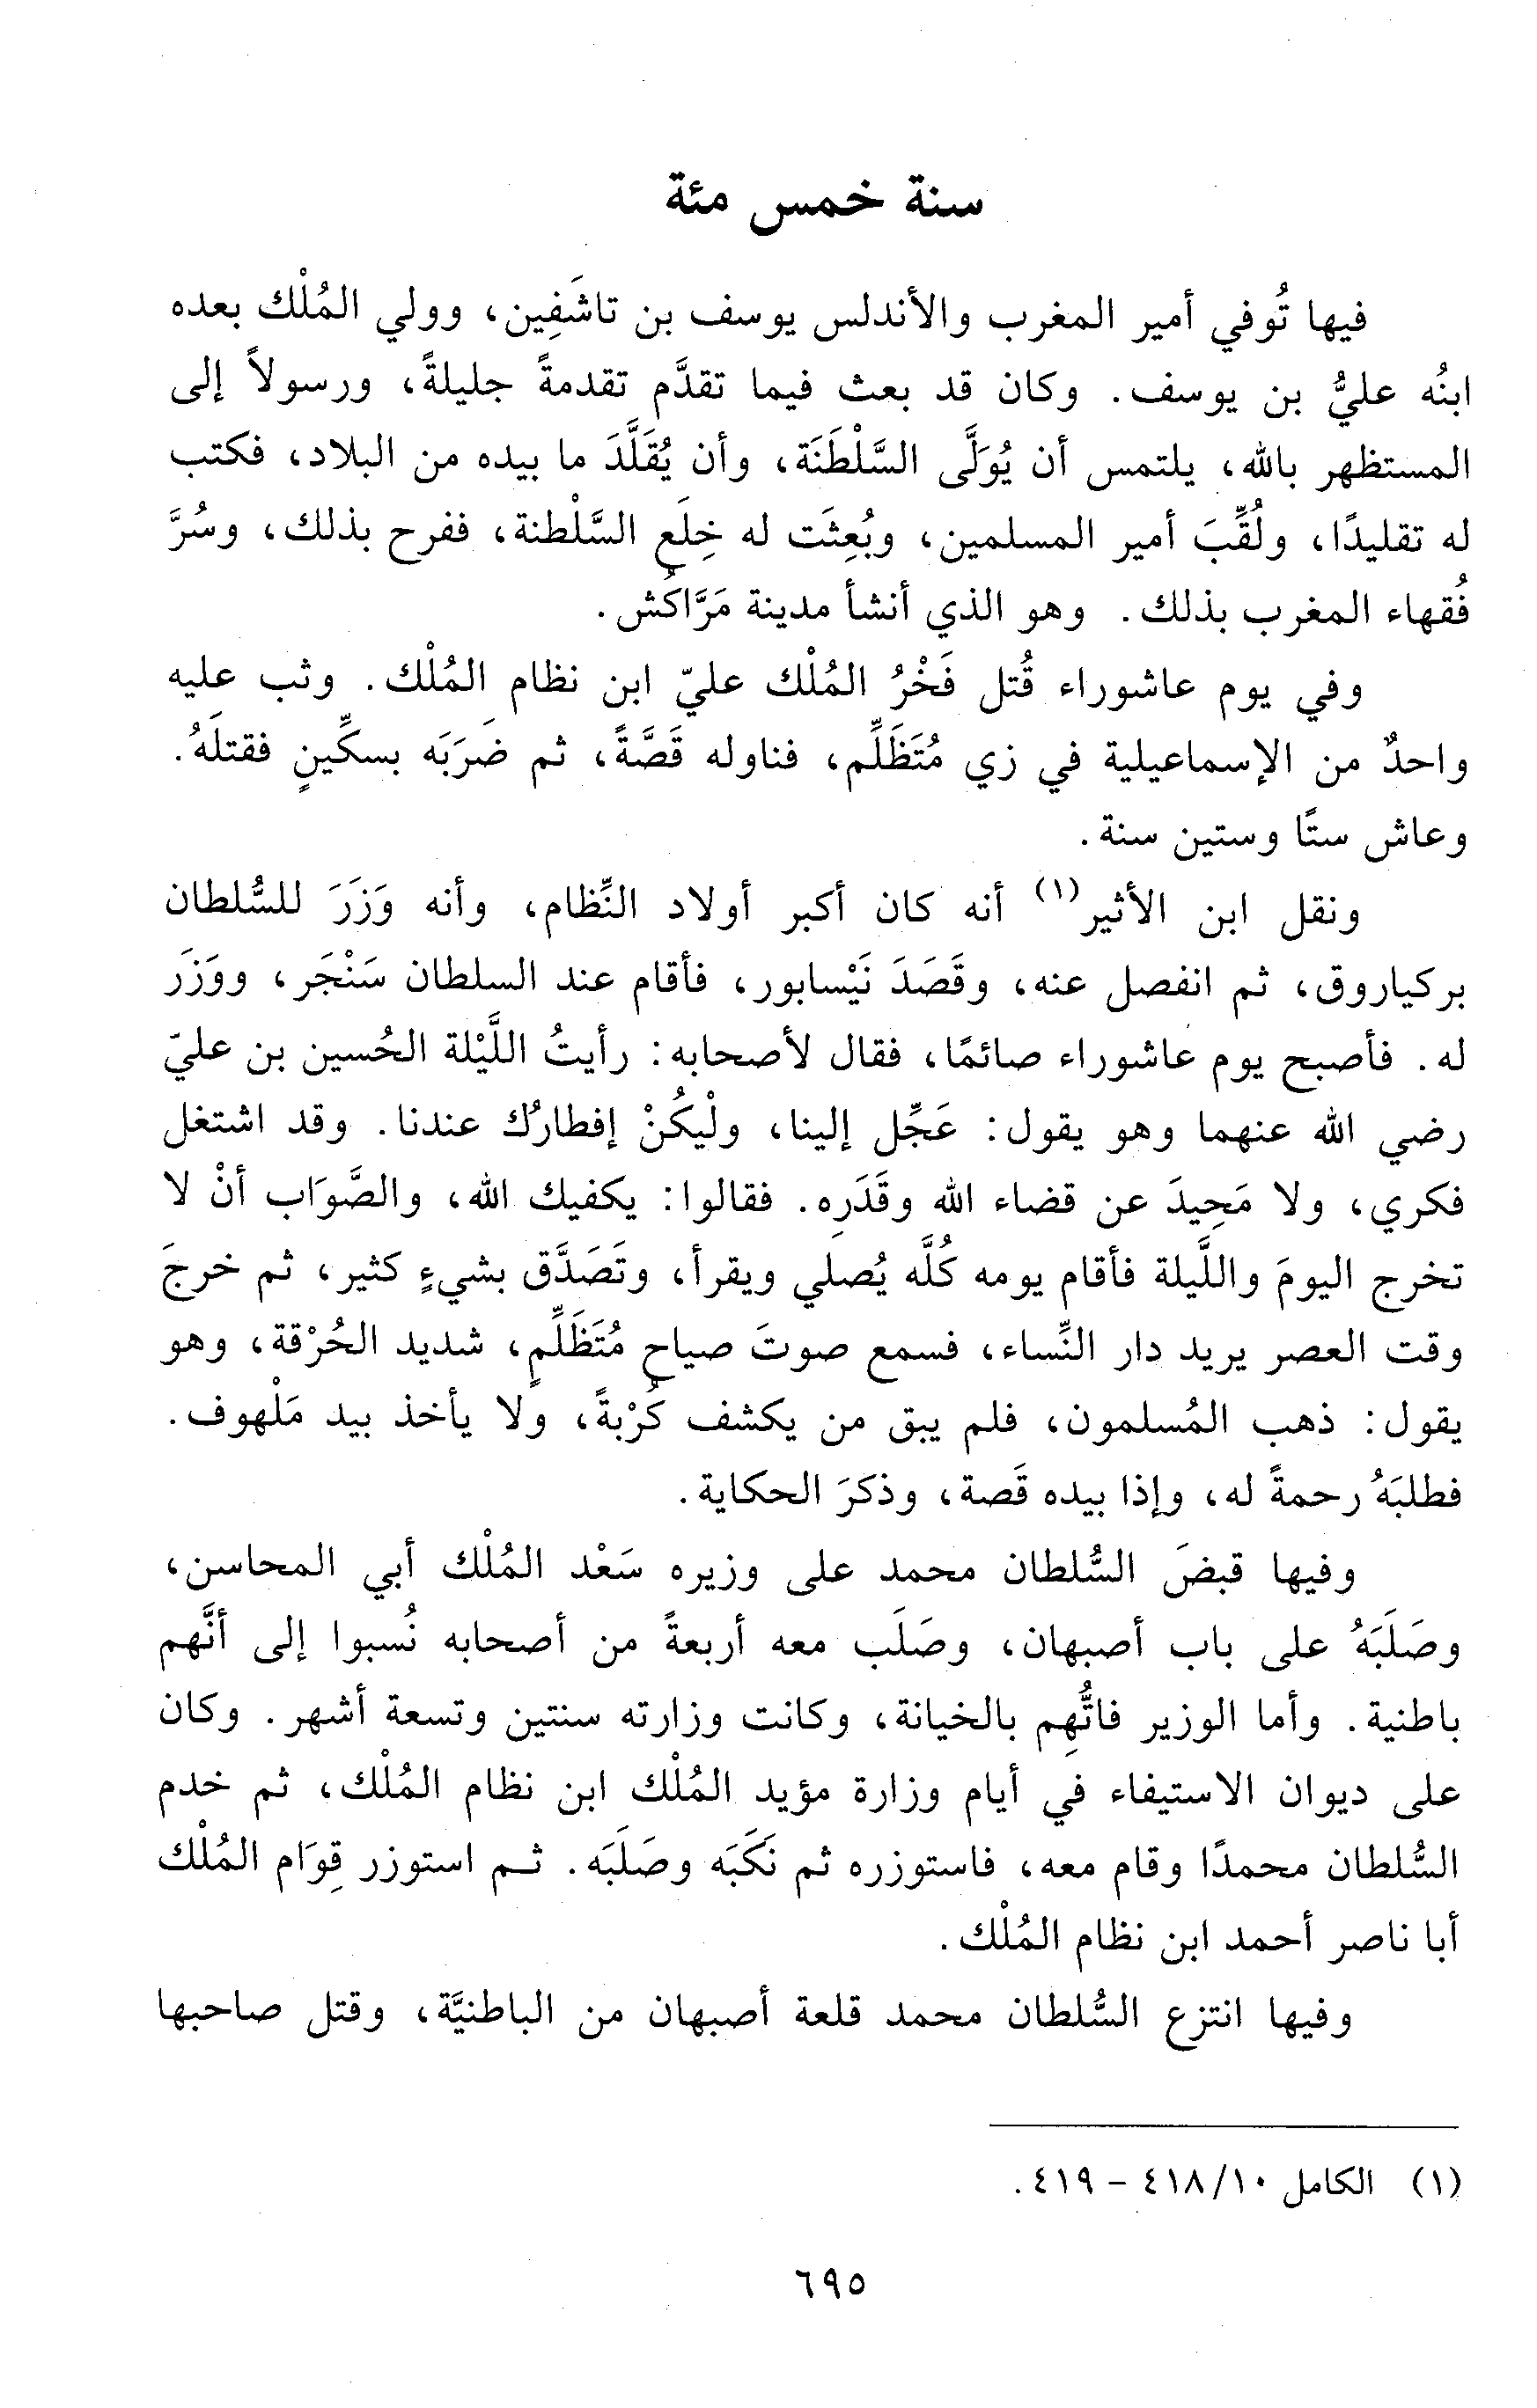 سنة خمس مئة
فيها تُوفي أمير المغرب والأندلس يوسف بن تاشَفِين، وولي المُلْك بعده
ابنُه عليُّ بن يوسف. وكان قد بعث فيما تقدَّم تقدمةً جليلةً، ورسولاً إلى
المستظهر بالله، يلتمس أن يُوَلَّى السَّلْطَنَة، وأن يُقَلَّدَ ما بيده من البلاد، فكتب
له تقليدًا، ولُقِّبَ أمير المسلمين، وبُعِثَت له خِلَع السَّلْطنة، ففرح بذلك، وسُرَّ
فُقهاء المغرب بذلك. وهو الذي أنشأ مدينة مَرَّاكُش.
وفي يوم عاشوراء قُتل فَخْرُ المُلْك عليّ ابن نظام المُلْك. وثب عليه
واحدٌ من الإسماعيلية في زي مُتَظَلِّم، فناوله قَصَّةً، ثم ضَرَبَه بسكِّينٍ فقتلَهُ.
وعاش ستًا وستين سنة.
ونقل ابن الأثير(١) أنه كان أكبر أولاد النِّظام، وأنه وَزَرَ للسُّلطان
بركياروق، ثم انفصل عنه، وقَصَدَ نَيْسابور، فأقام عند السلطان سَنْجَر، ووَزَر
له. فأصبح يوم عاشوراء صائمًا، فقال لأصحابه: رأيتُ اللَّيْلة الحُسين بن عليّ
رضي الله عنهما وهو يقول: عَجِّل إلينا، ولْيكُنْ إفطارُك عندنا. وقد اشتغل
فكري، ولا مَحِيدَ عن قضاء الله وقَدَرِه. فقالوا: يكفيك الله، والصَّوَاب أنْ لا
تخرج اليومَ واللَّيلة فأقام يومه كُلَّه يُصلي ويقرأ، وتَصَدَّق بشيءٍ كثير، ثم خرجَ
وقت العصر يريد دار النِّساء، فسمع صوتَ صياح مُتَظَلِّمٍ، شديد الحُرْقة، وهو
يقول: ذهب المُسلمون، فلم يبق من يكشف كُرْبةً، ولا يأخذ بيد مَلْهوف.
فطلبَهُ رحمةً له، وإذا بيده قَصة، وذكرَ الحكاية.
وفيها قبضَ السُّلطان محمد على وزيره سَعْد المُلْك أبي المحاسن،
وصَلَبَهُ على باب أصبهان، وصَلَب معه أربعةً من أصحابه نُسبوا إلى أنَّهم
باطنية. وأما الوزير فاتُّهِم بالخيانة، وكانت وزارته سنتين وتسعة أشهر. وكان
على ديوان الاستيفاء في أيام وزارة مؤيد المُلْك ابن نظام المُلْك، ثم خدم
السُّلطان محمدًا وقام معه، فاستوزره ثم نَكَبَه وصَلَبَه. ثم استوزر قِوَام المُلْك
أبا ناصر أحمد ابن نظام المُلْك.
وفيها انتزع السُّلطان محمد قلعة أصبهان من الباطنيَّة، وقتل صاحبها
(١) الكامل ٤١٨/١٠ - ٤١٩.
٦٩٥